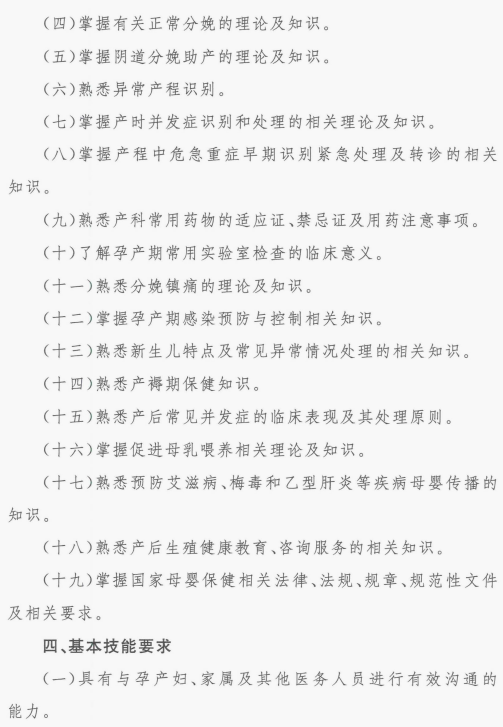 (四)掌握有关正常分娩的理论及知识。
(五)掌握阴道分娩助产的理论及知识。
(六)熟悉异常产程识别。
(七)掌握产时并发症识别和处理的相关理论及知识。
(八)掌握产程中危急重症早期识别紧急处理及转诊的相关
知识。
(九)熟悉产科常用药物的适应证、禁忌证及用药注意事项。
(十)了解孕产期常用实验室检查的临床意义。
(十一)熟悉分娩镇痛的理论及知识。
(十二)掌握孕产期感染预防与控制相关知识。
(十三)熟悉新生儿特点及常见异常情况处理的相关知识。
(十四)熟悉产褥期保健知识。
(十五)熟悉产后常见并发症的临床表现及其处理原则。
(十六)掌握促进母乳喂养相关理论及知识。
(十七)熟悉预防艾滋病、梅毒和乙型肝炎等疾病母婴传播的
知识。
(十八)熟悉产后生殖健康教育、咨询服务的相关知识。
(十九)掌握国家母婴保健相关法律、法规、规章、规范性文件
及相关要求。
四、基本技能要求
(一)具有与孕产妇、家属及其他医务人员进行有效沟通的
能力。